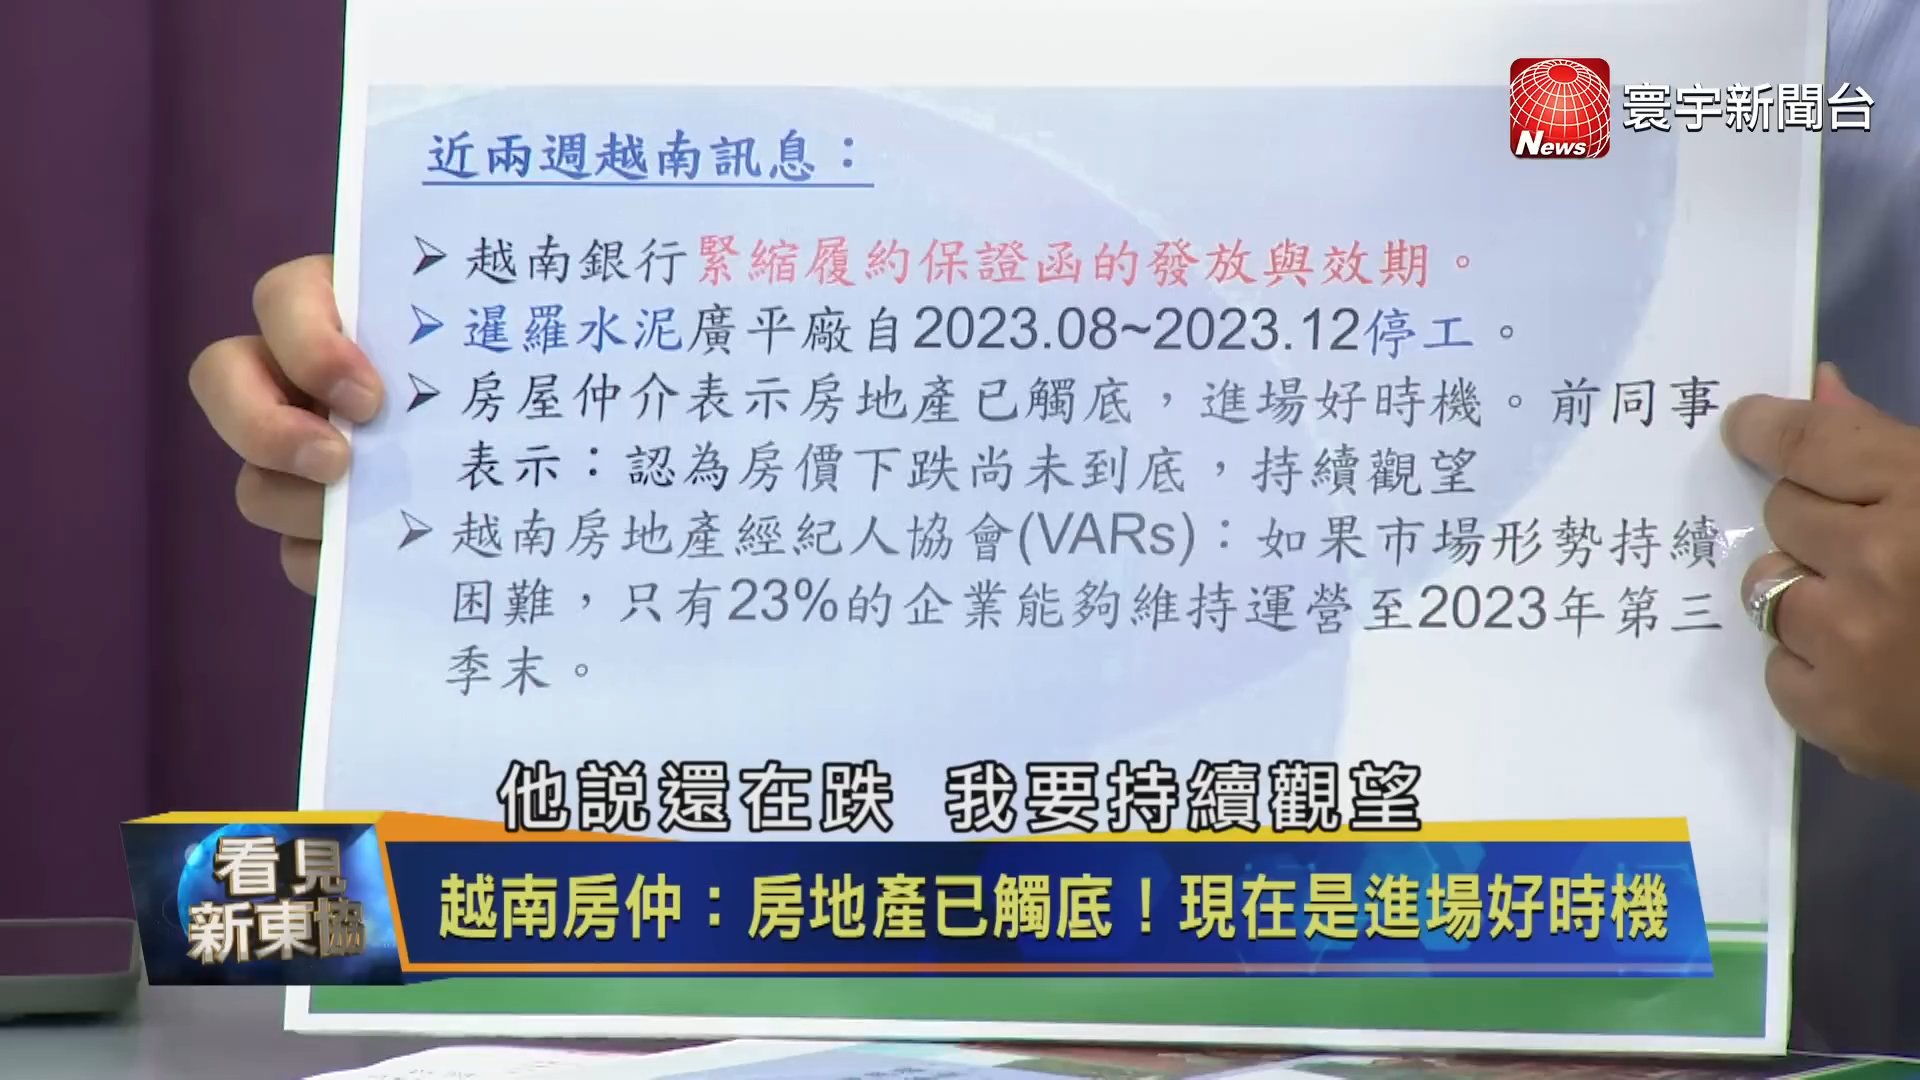 News 寰宇新聞台
近兩週越南訊息：
越南銀行緊縮履約保證函的發放與效期。
暹羅水泥廣平廠自2023.08~2023.12停工。
房屋仲介表示房地產已觸底，進場好時機。前同事
表示：認為房價下跌尚未到底，持續觀望
越南房地產經紀人協會(VARs)：如果市場形勢持續
困難，只有23%的企業能夠維持運營至2023年第三
季末。
他説還在跌 我要持續觀望
看見
新東協
越南房仲：房地產已觸底！現在是進場好時機